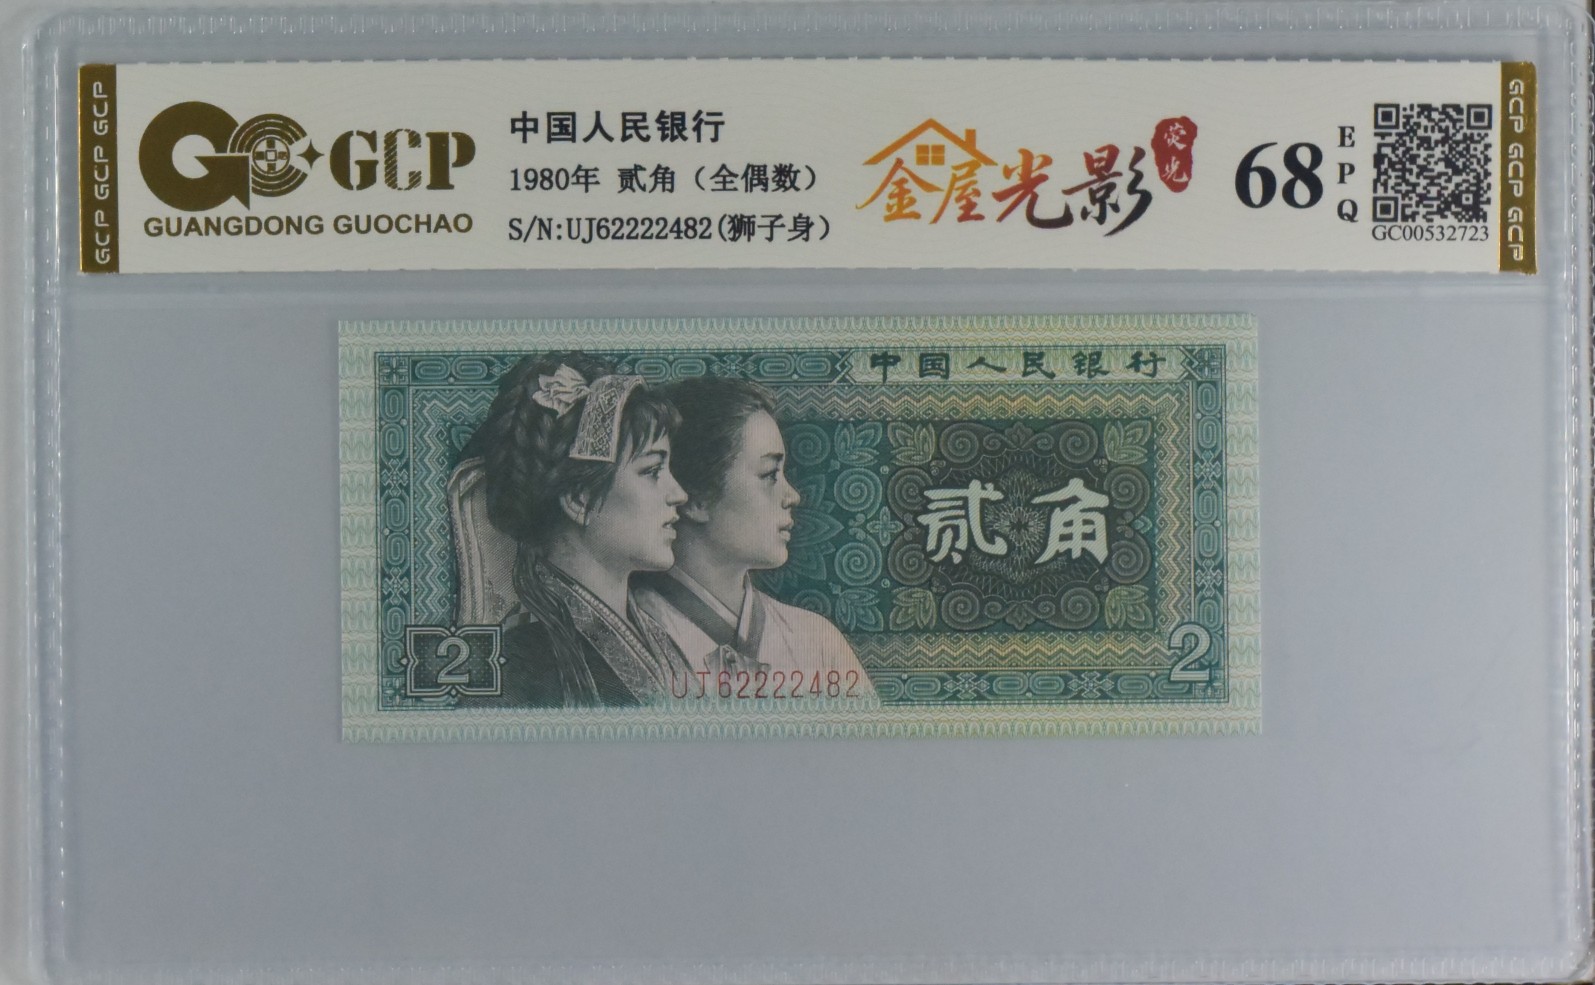 GCP GCP GCP
GCP
GUANGDONG GUOCHAO
中国人民银行
1980年 贰角（全偶数）
S/N:UJ62222482(狮子身）
金屋光影
荧光
68
EPQ
GC00532723
GCP GCP GCP
中国人民银行
贰角
2
UJ62222482
2